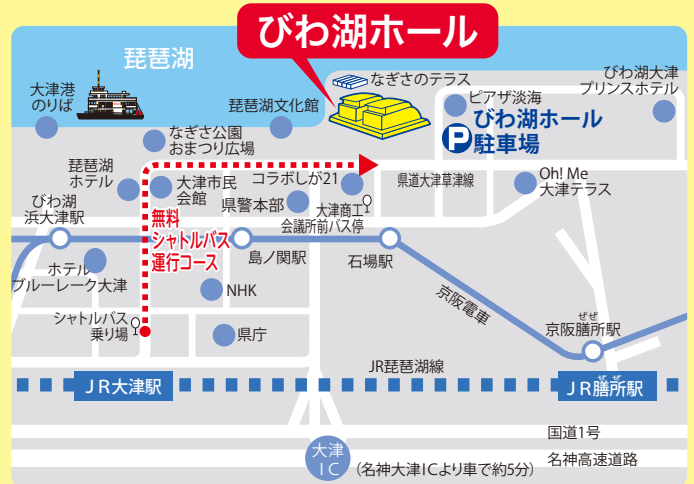 びわ湖ホール
琵琶湖
なぎさのテラス
大津港
のりば
琵琶湖文化館
ピアザ淡海
びわ湖大津
プリンスホテル
P びわ湖ホール
駐車場
なぎさ公園
おまつり広場
琵琶湖
ホテル
大津市民
会館
コラボしが21
県道大津草津線
Oh! Me
大津テラス
県警本部
大津商工
会議所前バス停
びわ湖
浜大津駅
無料
シャトルバス
運行コース
島ノ関駅
石場駅
ホテル
ブルーレーク大津
NHK
京阪電車
シャトルバス
乗り場
県庁
ぜぜ
京阪膳所駅
JR琵琶湖線
JR大津駅
ぜぜ
JR膳所駅
国道1号
大津
IC
(名神大津ICより車で約5分)
名神高速道路